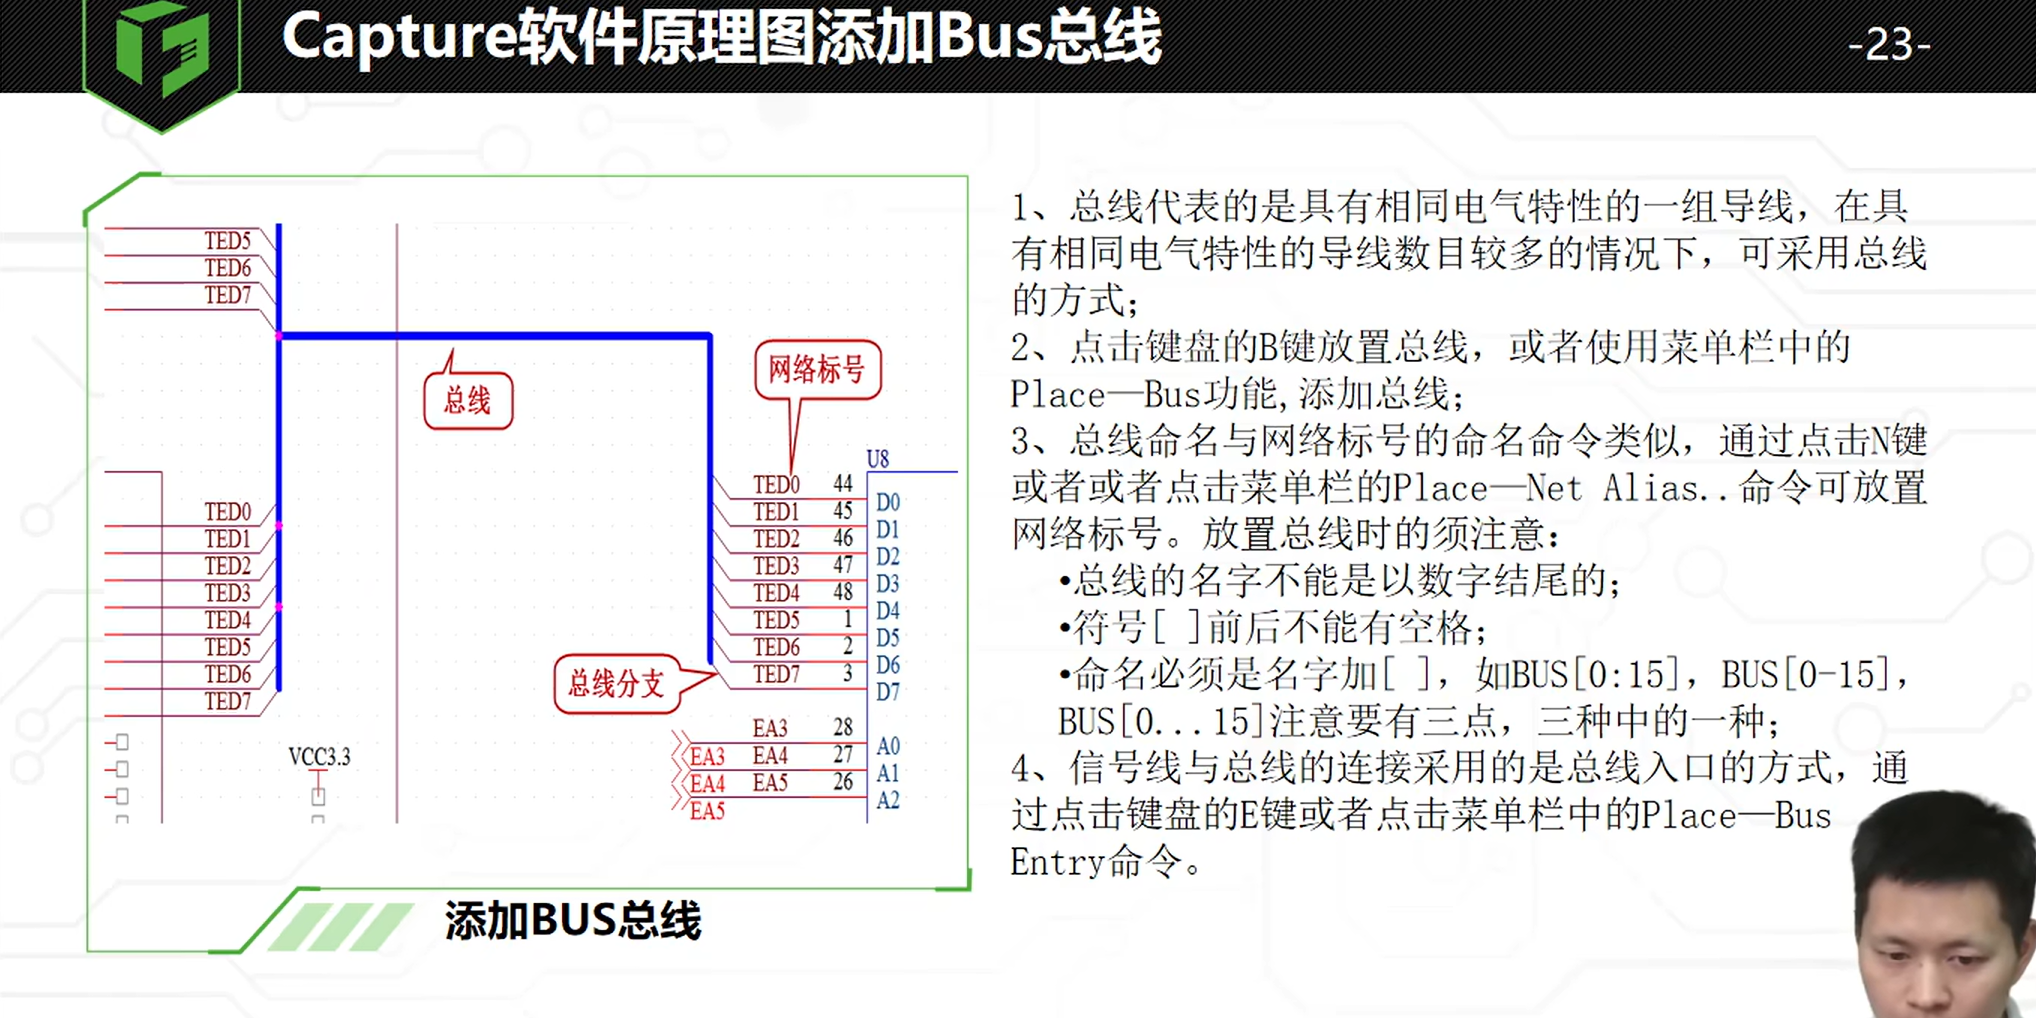 Capture软件原理图添加Bus总线
-23-
TED5
TED6
TED7
总线
网络标号
U8
TED0 44 D0
TED1 45 D1
TED2 46 D2
TED3 47 D3
TED4 48 D4
TED5 1 D5
TED6 2 D6
TED7 3 D7
TED0
TED1
TED2
TED3
TED4
TED5
TED6
TED7
总线分支
VCC3.3
EA3 28 A0
EA3 EA4 27 A1
EA4 EA5 26 A2
EA5
添加BUS总线
1、总线代表的是具有相同电气特性的一组导线，在具
有相同电气特性的导线数目较多的情况下，可采用总线
的方式；
2、点击键盘的B键放置总线，或者使用菜单栏中的
Place—Bus功能,添加总线；
3、总线命名与网络标号的命名命令类似，通过点击N键
或者或者点击菜单栏的Place—Net Alias..命令可放置
网络标号。放置总线时的须注意：
•总线的名字不能是以数字结尾的；
•符号[ ]前后不能有空格；
•命名必须是名字加[ ]，如BUS[0:15]，BUS[0-15]，
BUS[0...15]注意要有三点，三种中的一种；
4、信号线与总线的连接采用的是总线入口的方式，通
过点击键盘的E键或者点击菜单栏中的Place—Bus
Entry命令。